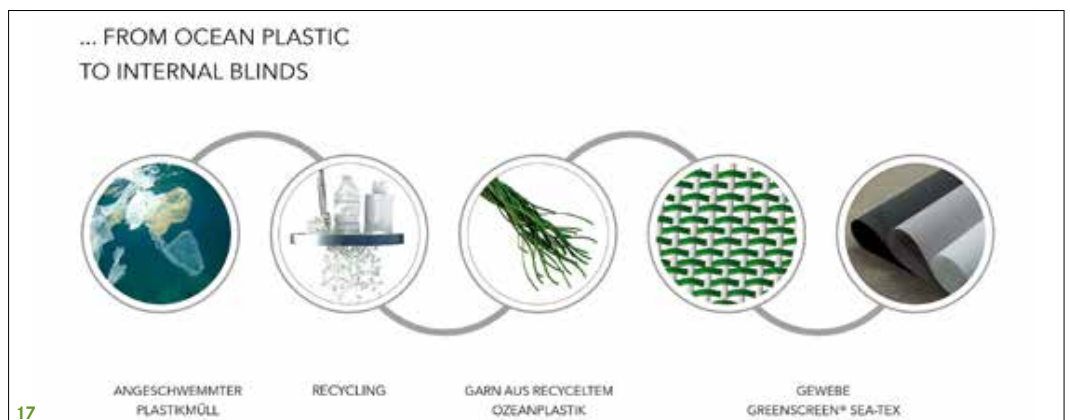 ... FROM OCEAN PLASTIC
TO INTERNAL BLINDS
ANGESCHWEMMTER
PLASTIKMÜLL
RECYCLING
GARN AUS RECYCELTEM
OZEANPLASTIK
GEWEBE
GREENSCREEN® SEA-TEX
17